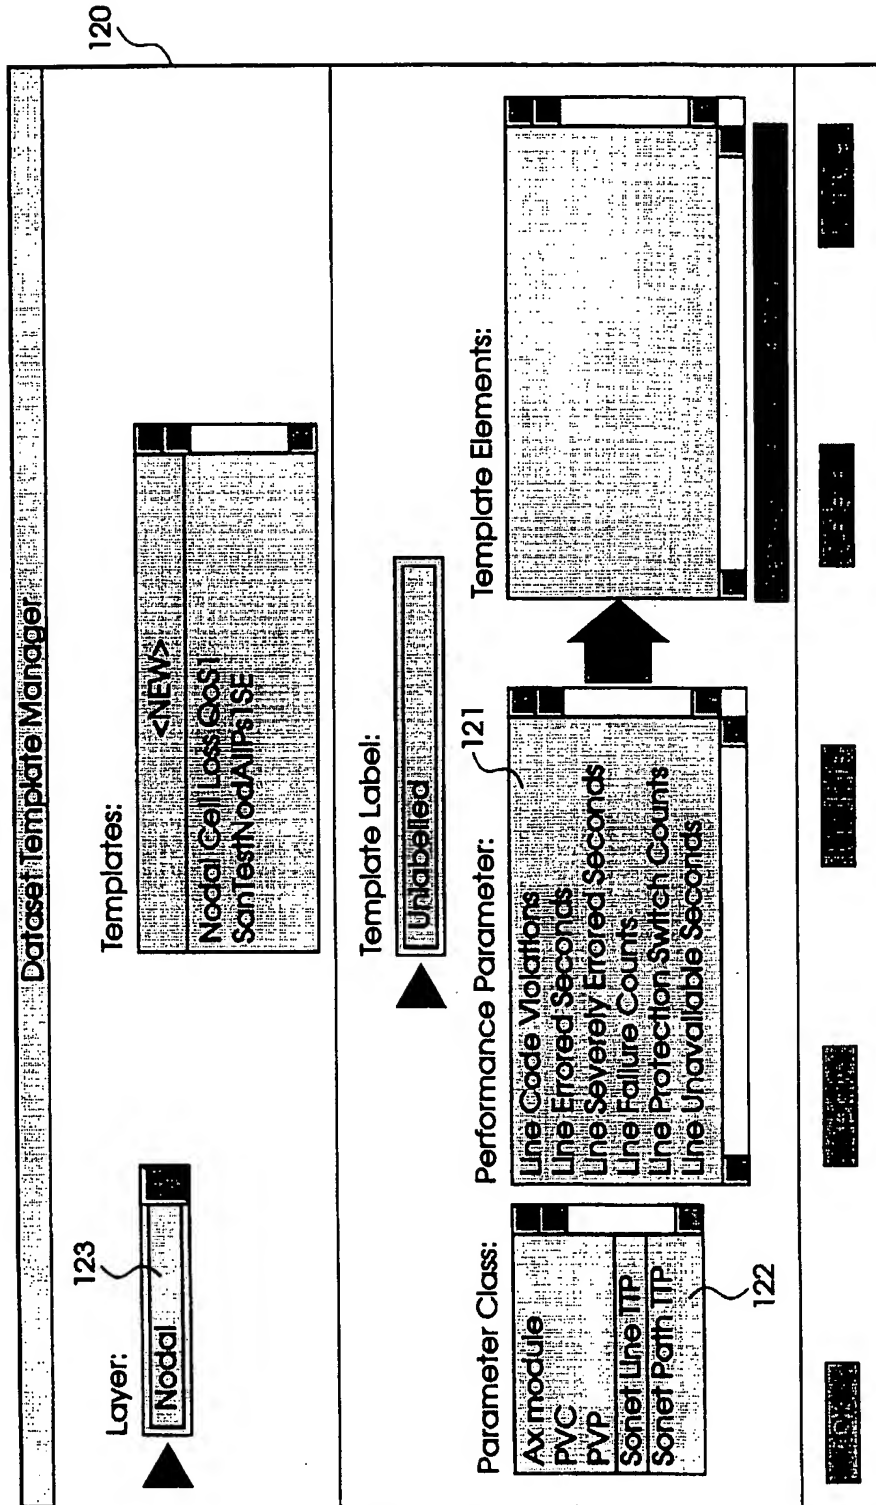 120
Dataset Template Manager
Layer:
123
Nodal
Templates:
<NEW>
Nodal Cell Loss QoS1
SanTestNodAllPs1SE
Template Label:
Unlabelled
Parameter Class:
Ax module
PVC
PVP
Sonet Line TTP
Sonet Path TTP
122
Performance Parameter:
121
Line Code Violations
Line Errored Seconds
Line Severely Errored Seconds
Line Failure Counts
Line Protection Switch Counts
Line Unavailable Seconds
Template Elements: